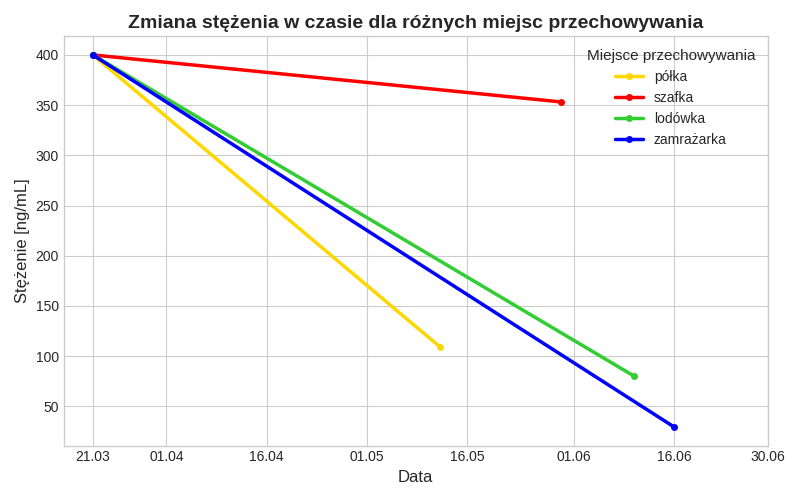 Zmiana stężenia w czasie dla różnych miejsc przechowywania
Stężenie [ng/mL]
400
350
300
250
200
150
100
50
Miejsce przechowywania
półka
szafka
lodówka
zamrażarka
21.03
01.04
16.04
01.05
16.05
01.06
16.06
30.06
Data